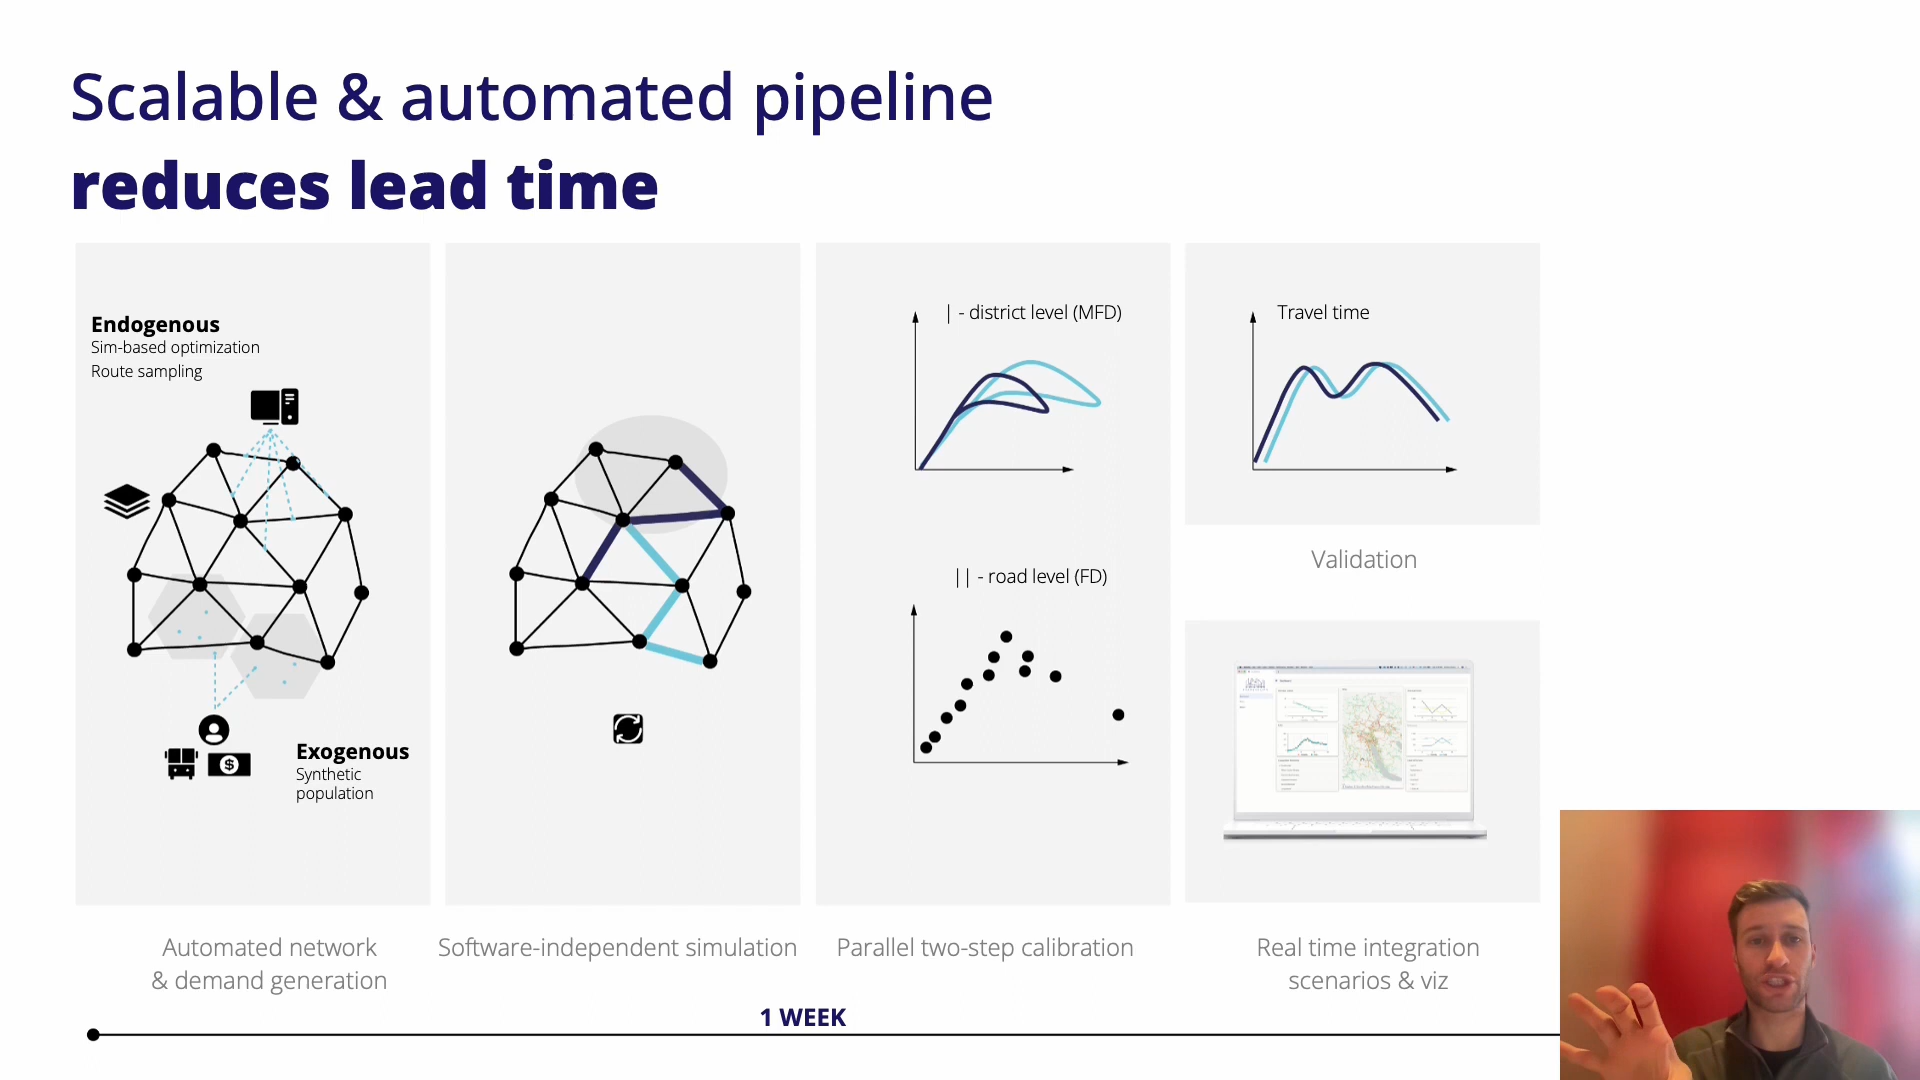 Scalable & automated pipeline
reduces lead time
Endogenous
Sim-based optimization
Route sampling
Exogenous
Synthetic
population
Automated network
& demand generation
Software-independent simulation
| - district level (MFD)
|| - road level (FD)
Parallel two-step calibration
Travel time
Validation
Real time integration
scenarios & viz
1 WEEK